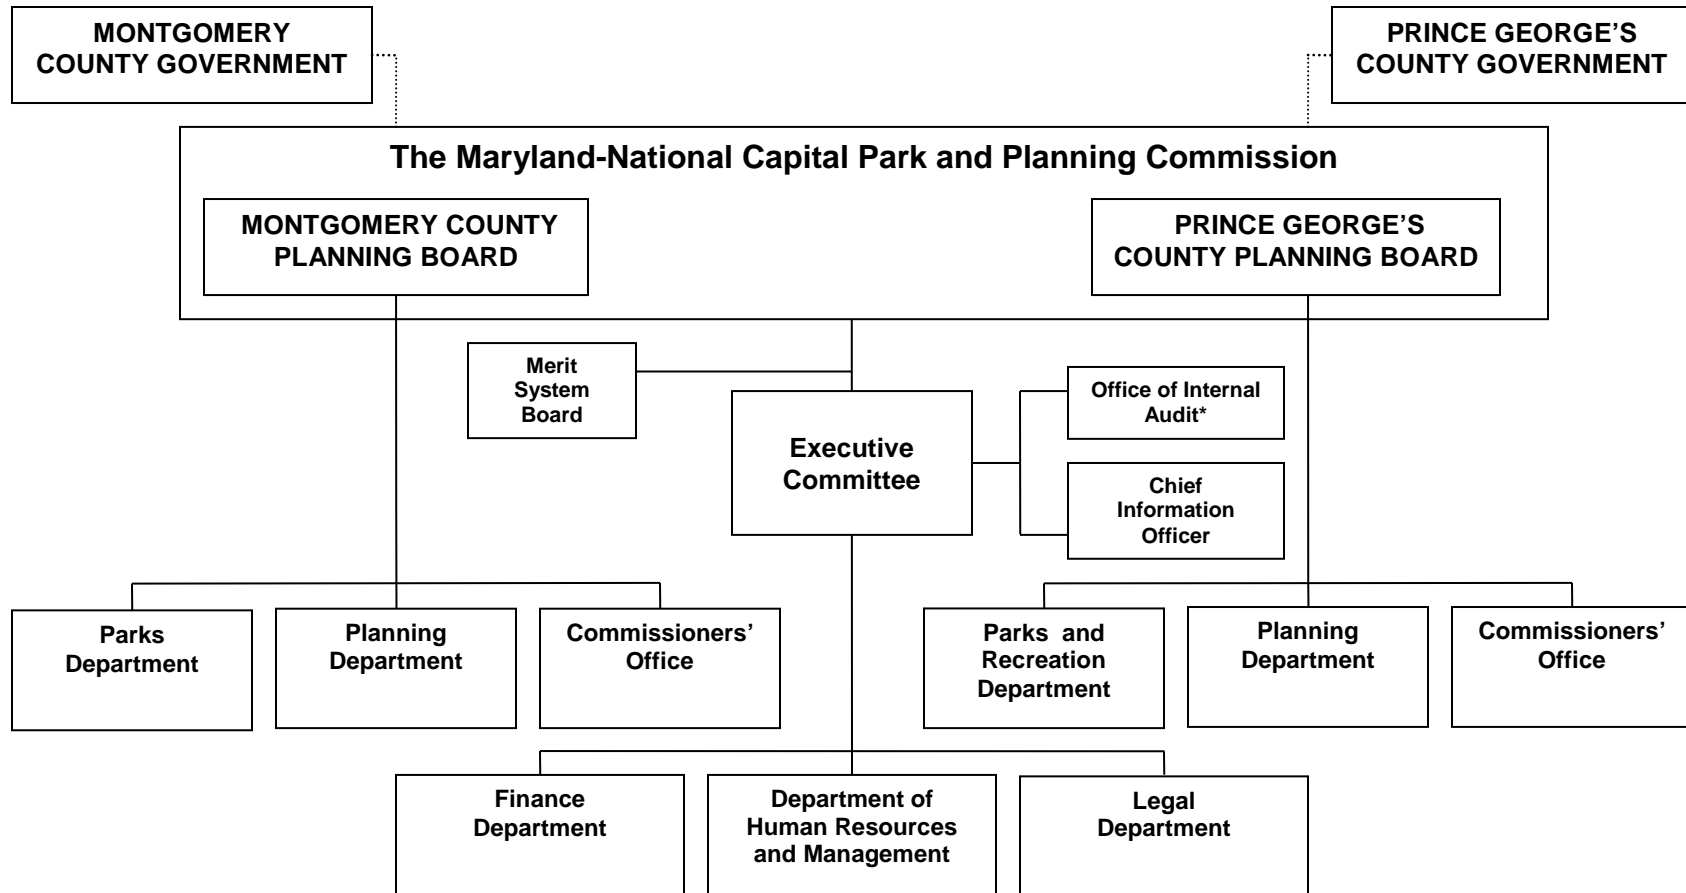 MONTGOMERY
COUNTY GOVERNMENT
PRINCE GEORGE’S
COUNTY GOVERNMENT
The Maryland-National Capital Park and Planning Commission
MONTGOMERY COUNTY
PLANNING BOARD
PRINCE GEORGE’S
COUNTY PLANNING BOARD
Merit
System
Board
Executive
Committee
Office of Internal
Audit*
Chief
Information
Officer
Parks
Department
Planning
Department
Commissioners’
Office
Parks and
Recreation
Department
Planning
Department
Commissioners’
Office
Finance
Department
Department of
Human Resources
and Management
Legal
Department